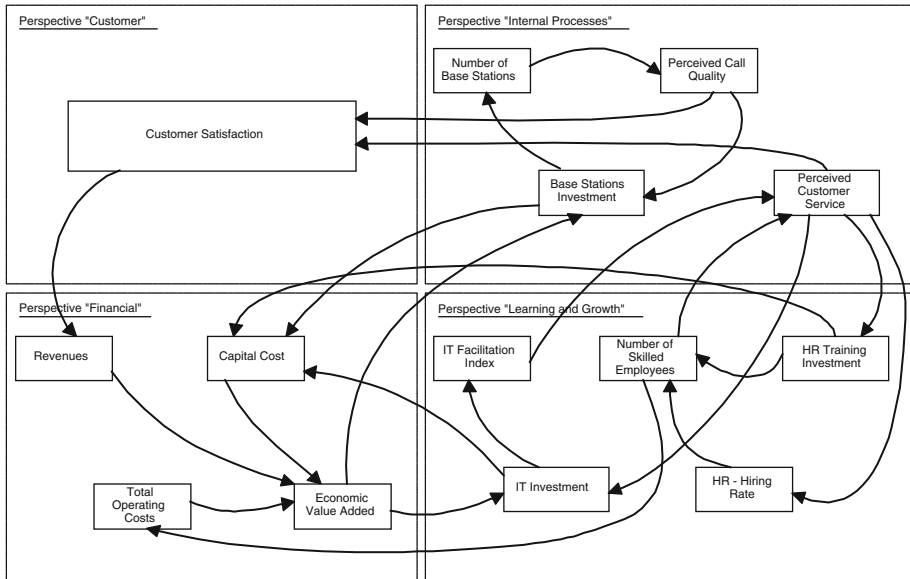 Perspective "Customer"
Customer Satisfaction
Perspective "Internal Processes"
Number of
Base Stations
Perceived Call
Quality
Base Stations
Investment
Perceived
Customer
Service
Perspective "Financial"
Revenues
Capital Cost
Total
Operating
Costs
Economic
Value Added
Perspective "Learning and Growth"
IT Facilitation
Index
Number of
Skilled
Employees
HR Training
Investment
IT Investment
HR - Hiring
Rate